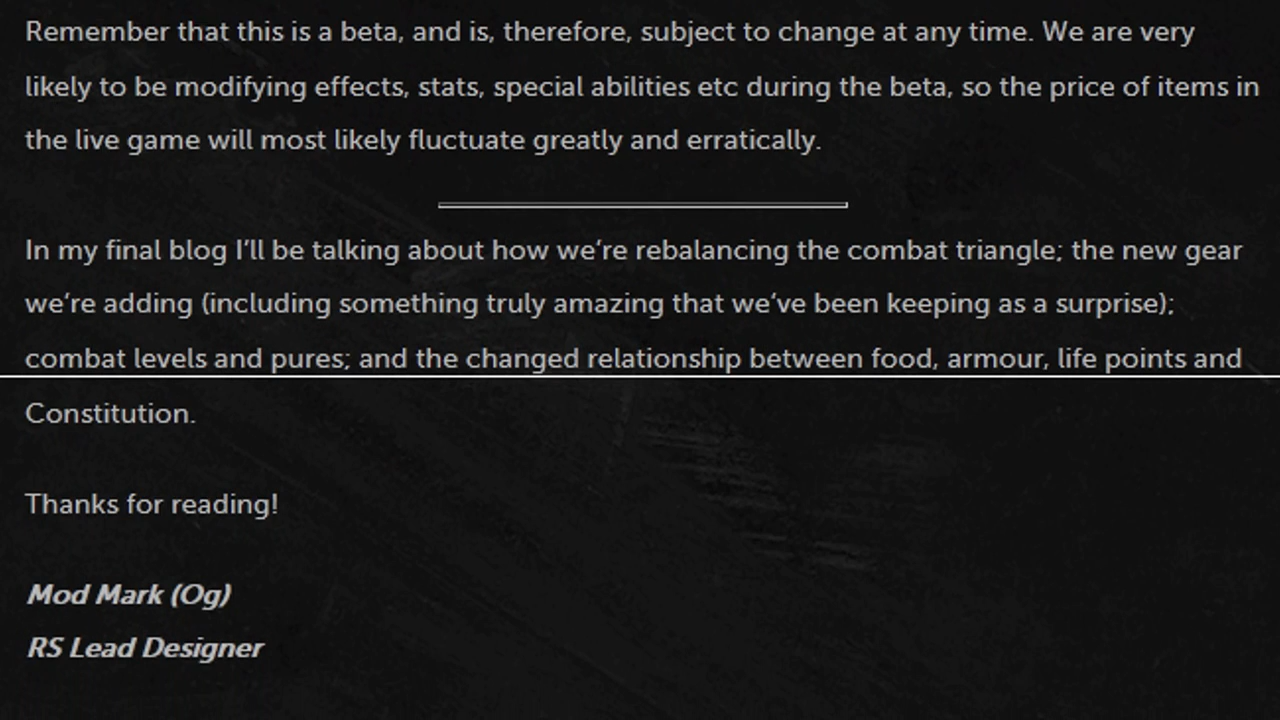 Remember that this is a beta, and is, therefore, subject to change at any time. We are very
likely to be modifying effects, stats, special abilities etc during the beta, so the price of items in
the live game will most likely fluctuate greatly and erratically.
In my final blog I’ll be talking about how we’re rebalancing the combat triangle; the new gear
we’re adding (including something truly amazing that we’ve been keeping as a surprise);
combat levels and pures; and the changed relationship between food, armour, life points and
Constitution.
Thanks for reading!
Mod Mark (Og)
RS Lead Designer